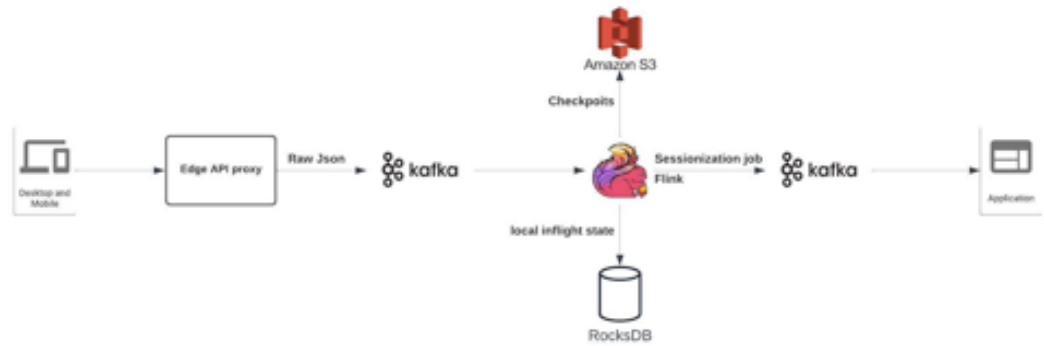 Amazon S3
Checkpoits
Desktop and
Mobile
Edge API proxy
Raw Json
kafka
Sessionization job
Flink
kafka
Application
local inflight state
RocksDB